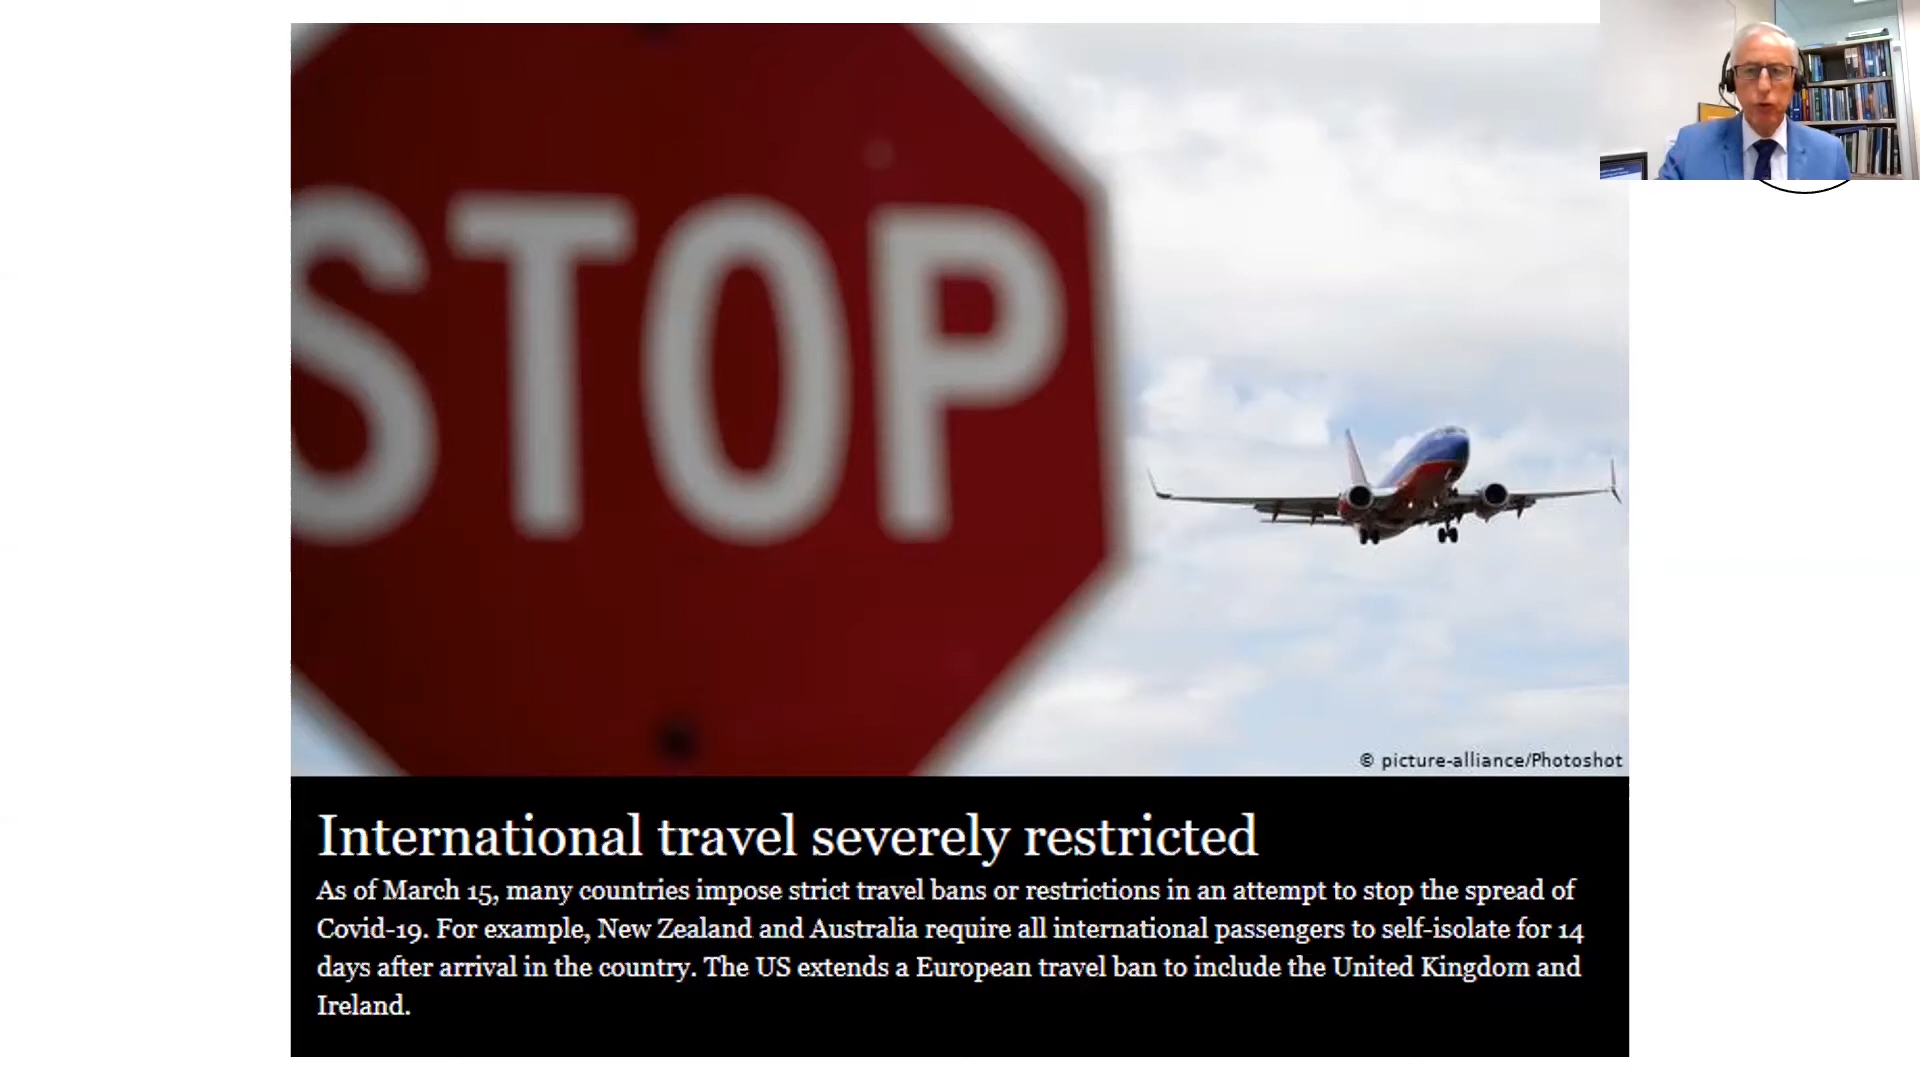 STOP
© picture-alliance/Photoshot
International travel severely restricted
As of March 15, many countries impose strict travel bans or restrictions in an attempt to stop the spread of
Covid-19. For example, New Zealand and Australia require all international passengers to self-isolate for 14
days after arrival in the country. The US extends a European travel ban to include the United Kingdom and
Ireland.